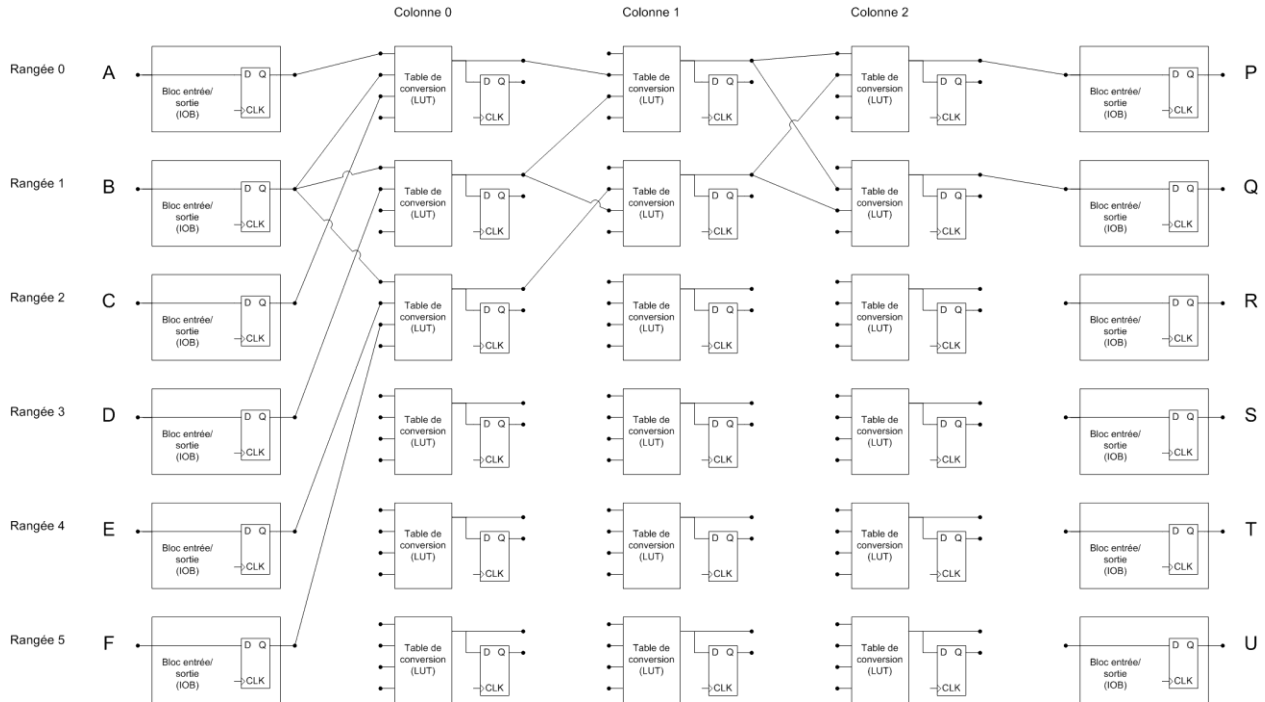 Colonne 0
Colonne 1
Colonne 2
Rangée 0
A
Bloc entrée/
sortie
(IOB)
D Q
CLK
Table de
conversion
(LUT)
D Q
CLK
Table de
conversion
(LUT)
D Q
CLK
Table de
conversion
(LUT)
D Q
CLK
Bloc entrée/
sortie
(IOB)
D Q
CLK
P
Rangée 1
B
Bloc entrée/
sortie
(IOB)
D Q
CLK
Table de
conversion
(LUT)
D Q
CLK
Table de
conversion
(LUT)
D Q
CLK
Table de
conversion
(LUT)
D Q
CLK
Bloc entrée/
sortie
(IOB)
D Q
CLK
Q
Rangée 2
C
Bloc entrée/
sortie
(IOB)
D Q
CLK
Table de
conversion
(LUT)
D Q
CLK
Table de
conversion
(LUT)
D Q
CLK
Table de
conversion
(LUT)
D Q
CLK
Bloc entrée/
sortie
(IOB)
D Q
CLK
R
Rangée 3
D
Bloc entrée/
sortie
(IOB)
D Q
CLK
Table de
conversion
(LUT)
D Q
CLK
Table de
conversion
(LUT)
D Q
CLK
Table de
conversion
(LUT)
D Q
CLK
Bloc entrée/
sortie
(IOB)
D Q
CLK
S
Rangée 4
E
Bloc entrée/
sortie
(IOB)
D Q
CLK
Table de
conversion
(LUT)
D Q
CLK
Table de
conversion
(LUT)
D Q
CLK
Table de
conversion
(LUT)
D Q
CLK
Bloc entrée/
sortie
(IOB)
D Q
CLK
T
Rangée 5
F
Bloc entrée/
sortie
(IOB)
D Q
CLK
Table de
conversion
(LUT)
D Q
CLK
Table de
conversion
(LUT)
D Q
CLK
Table de
conversion
(LUT)
D Q
CLK
Bloc entrée/
sortie
(IOB)
D Q
CLK
U